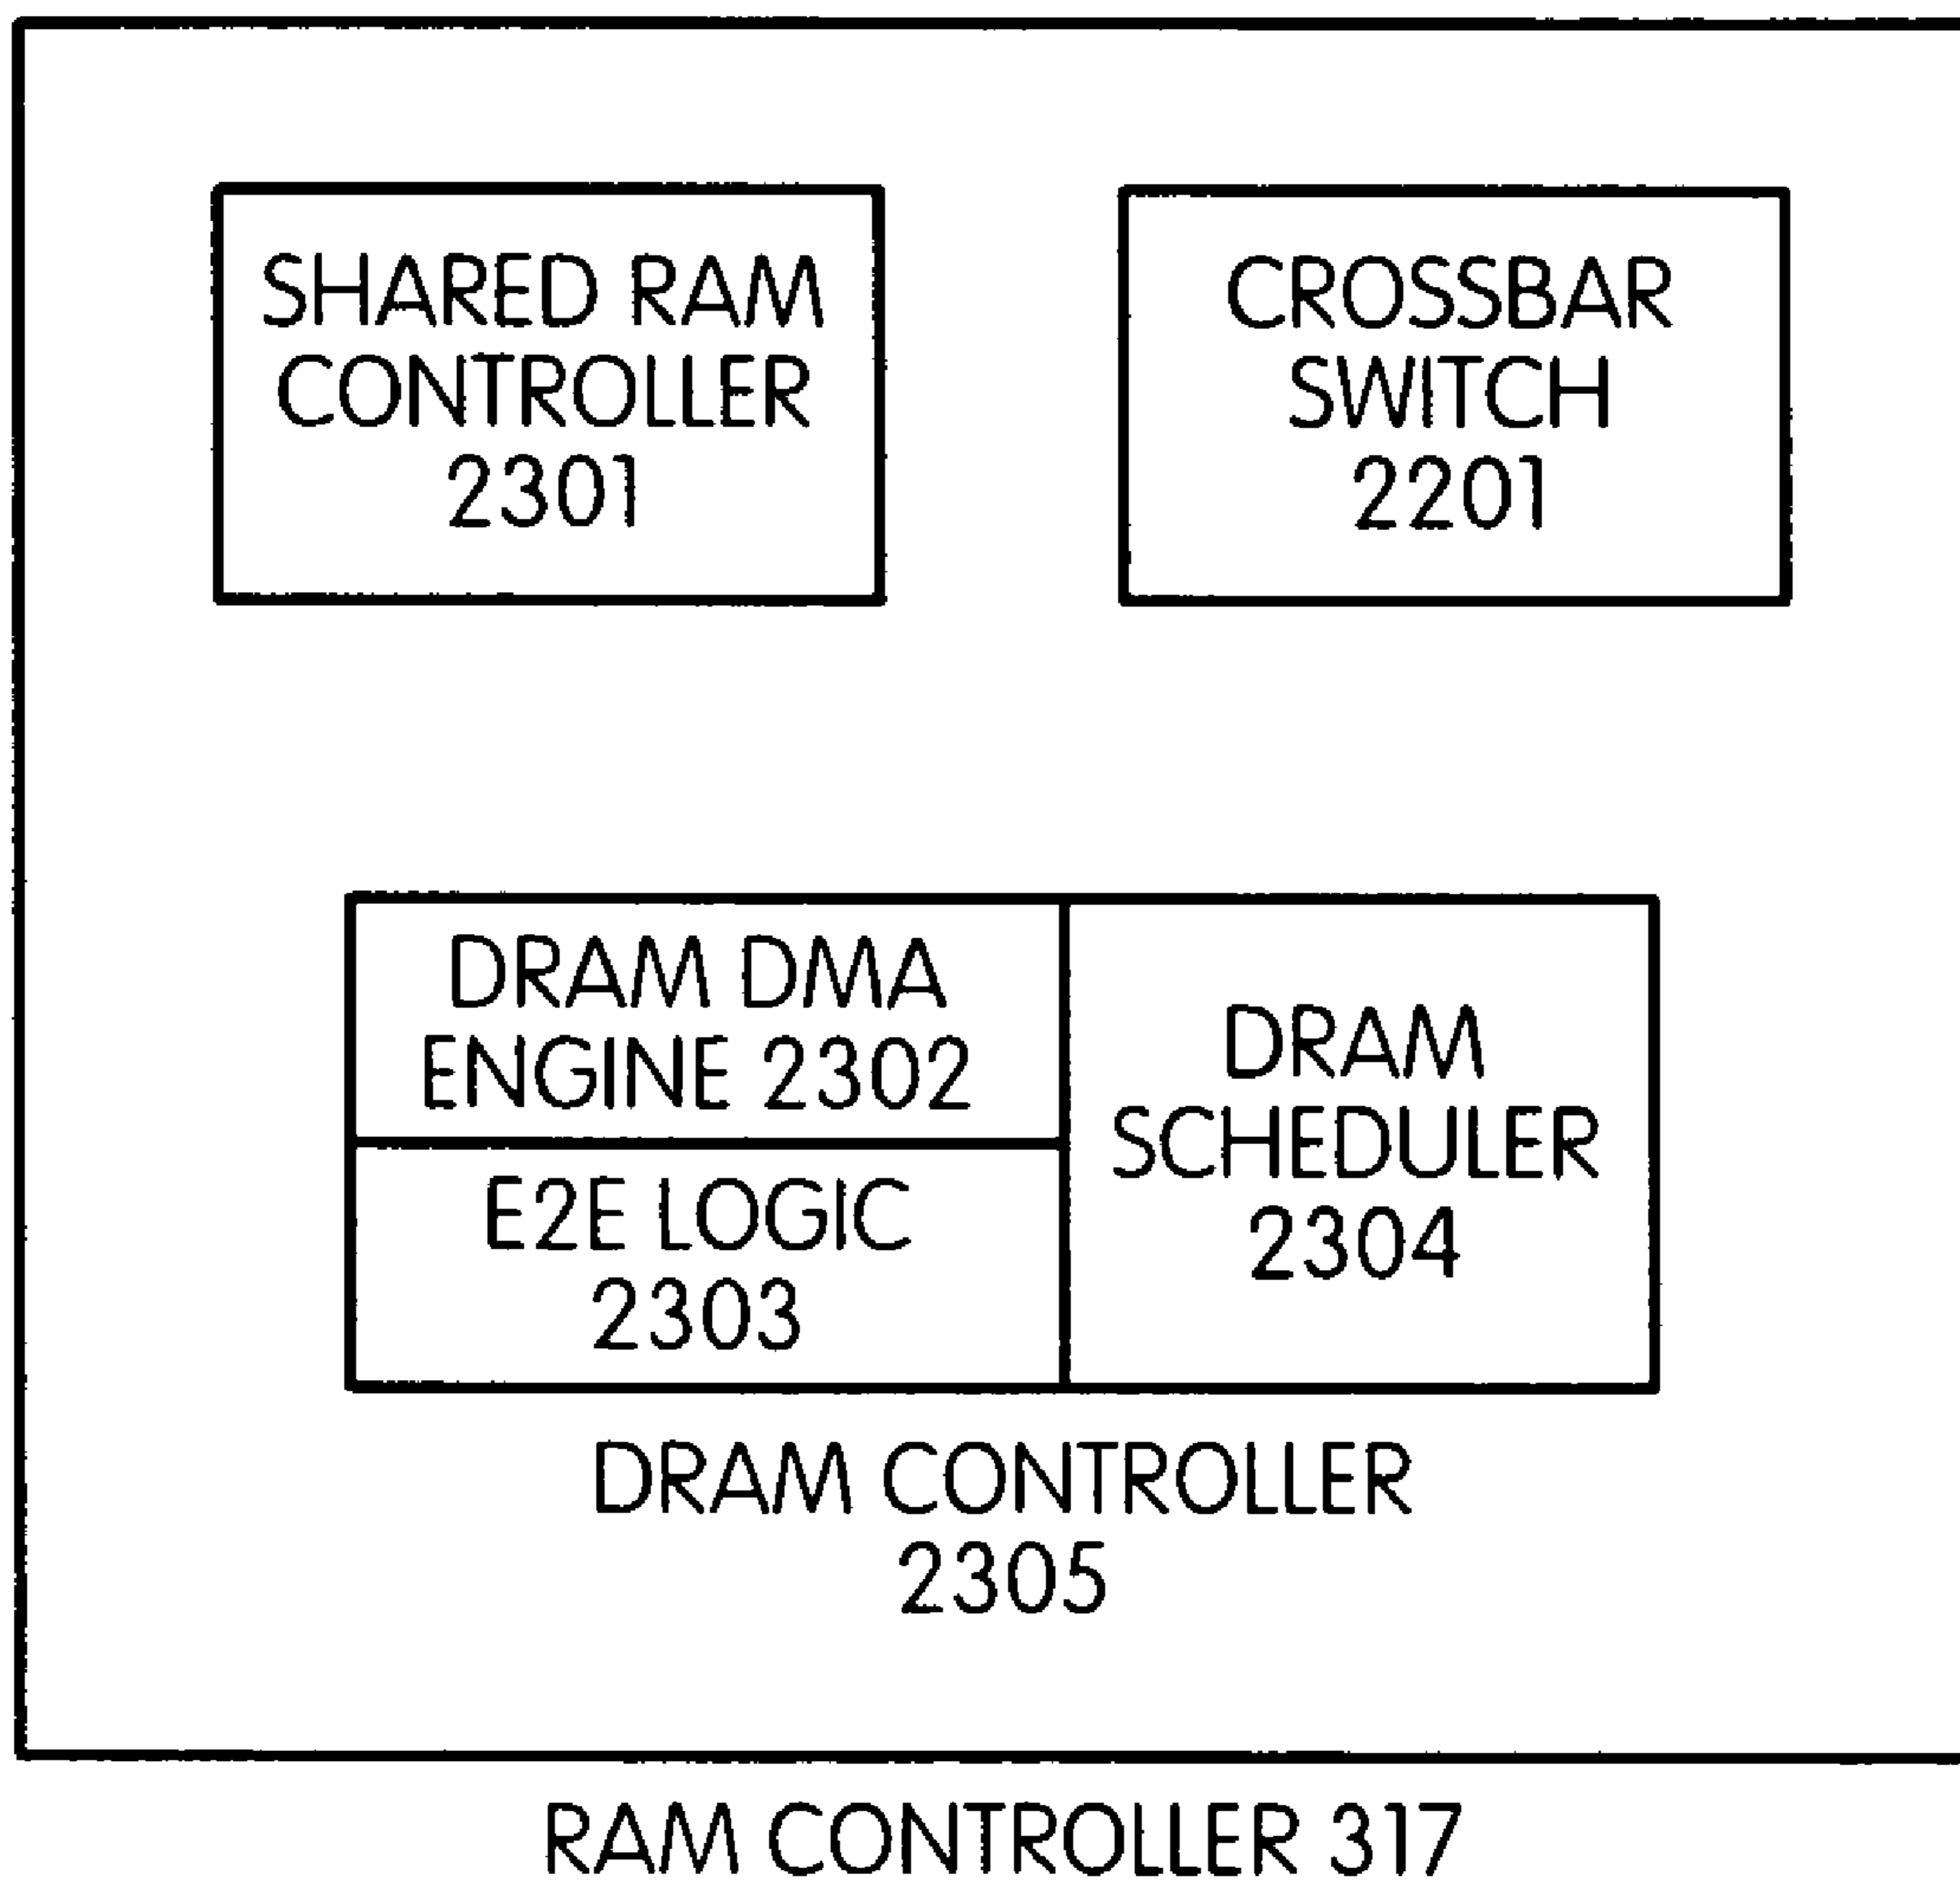 SHARED RAM
CONTROLLER
2301
CROSSBAR
SWITCH
2201
DRAM DMA
ENGINE 2302
E2E LOGIC
2303
DRAM
SCHEDULER
2304
DRAM CONTROLLER
2305
RAM CONTROLLER 317